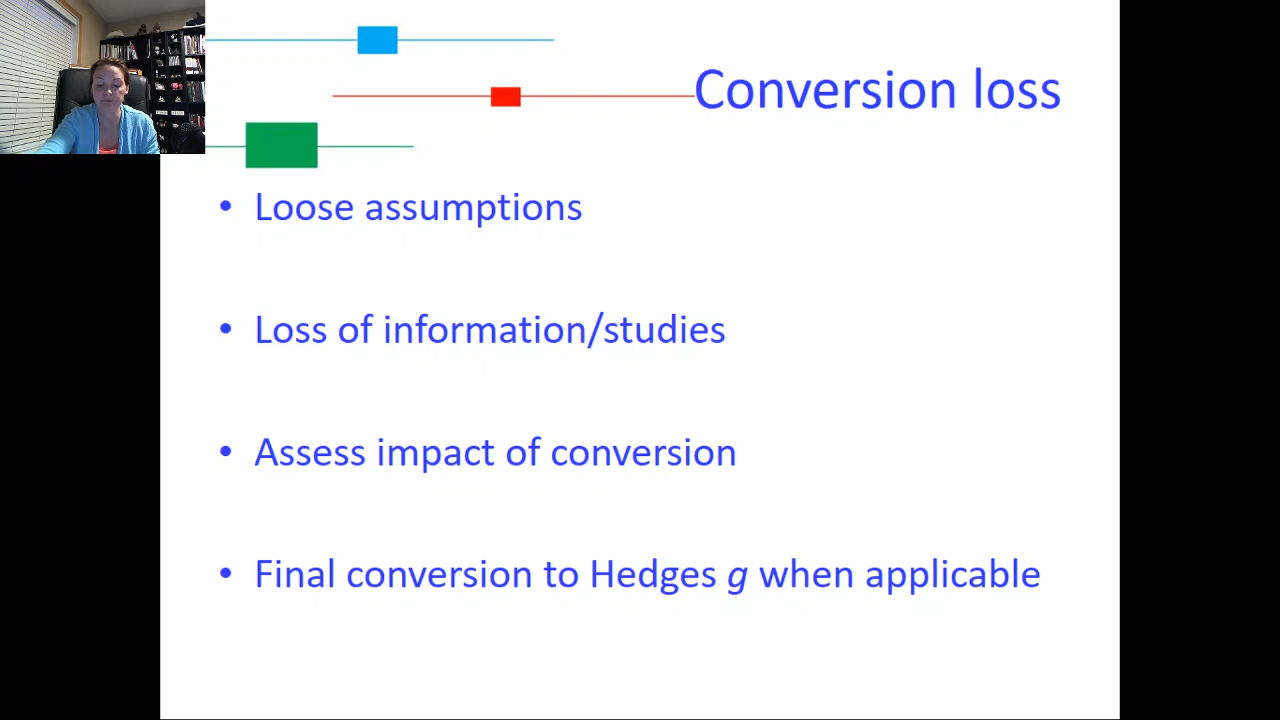 Conversion loss
• Loose assumptions
• Loss of information/studies
• Assess impact of conversion
• Final conversion to Hedges g when applicable